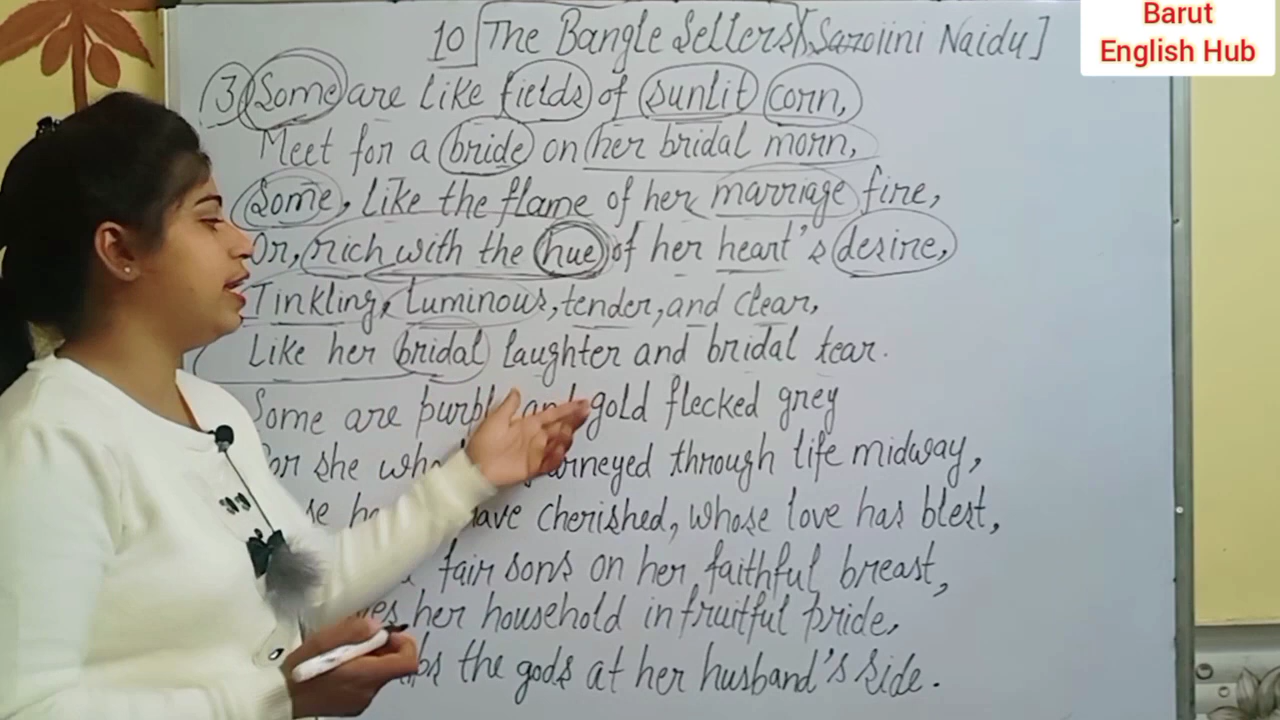 Barut
English Hub
10 [The Bangle Sellers] [Sarojini Naidu]
3 Some are like fields of sunlit corn,
Meet for a bride on her bridal morn,
Some, like the flame of her marriage fire,
Or, rich with the hue of her heart's desire,
Tinkling, Luminous, tender, and clear,
Like her bridal laughter and bridal tear.
Some are purple and gold flecked grey
For she who journeyed through life midway,
have cherished, whose love has blest,
fair sons on her faithful breast,
her household in fruitful pride,
the gods at her husband's side.